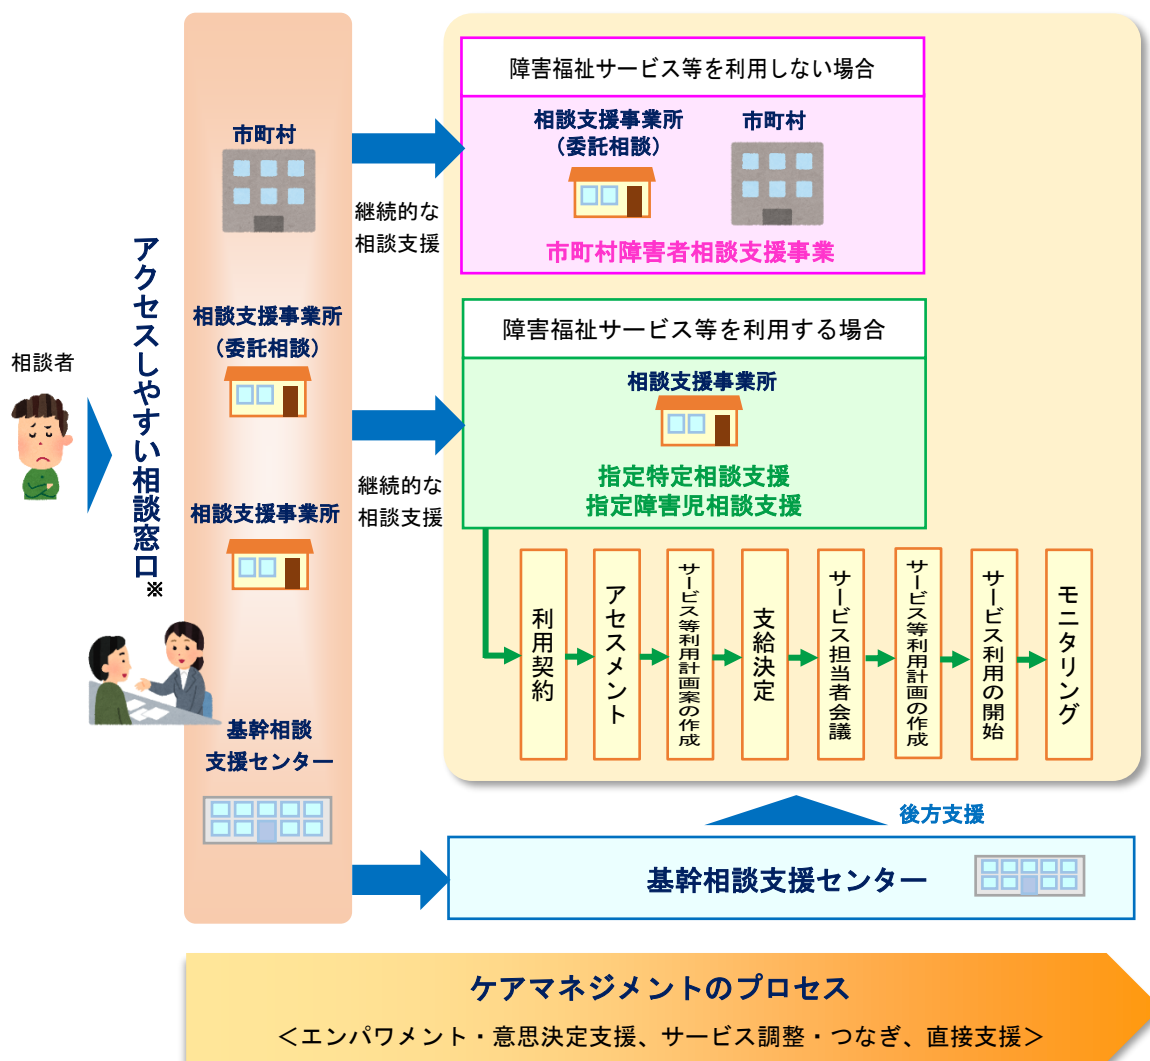 相談者
アクセスしやすい相談窓口※
市町村
相談支援事業所
（委託相談）
相談支援事業所
基幹相談
支援センター
継続的な
相談支援
継続的な
相談支援
障害福祉サービス等を利用しない場合
相談支援事業所
（委託相談）
市町村
市町村障害者相談支援事業
障害福祉サービス等を利用する場合
相談支援事業所
指定特定相談支援
指定障害児相談支援
利用契約
アセスメント
サービス等利用計画案の作成
支給決定
サービス担当者会議
サービス等利用計画の作成
サービス利用の開始
モニタリング
後方支援
基幹相談支援センター
ケアマネジメントのプロセス
＜エンパワメント・意思決定支援、サービス調整・つなぎ、直接支援＞